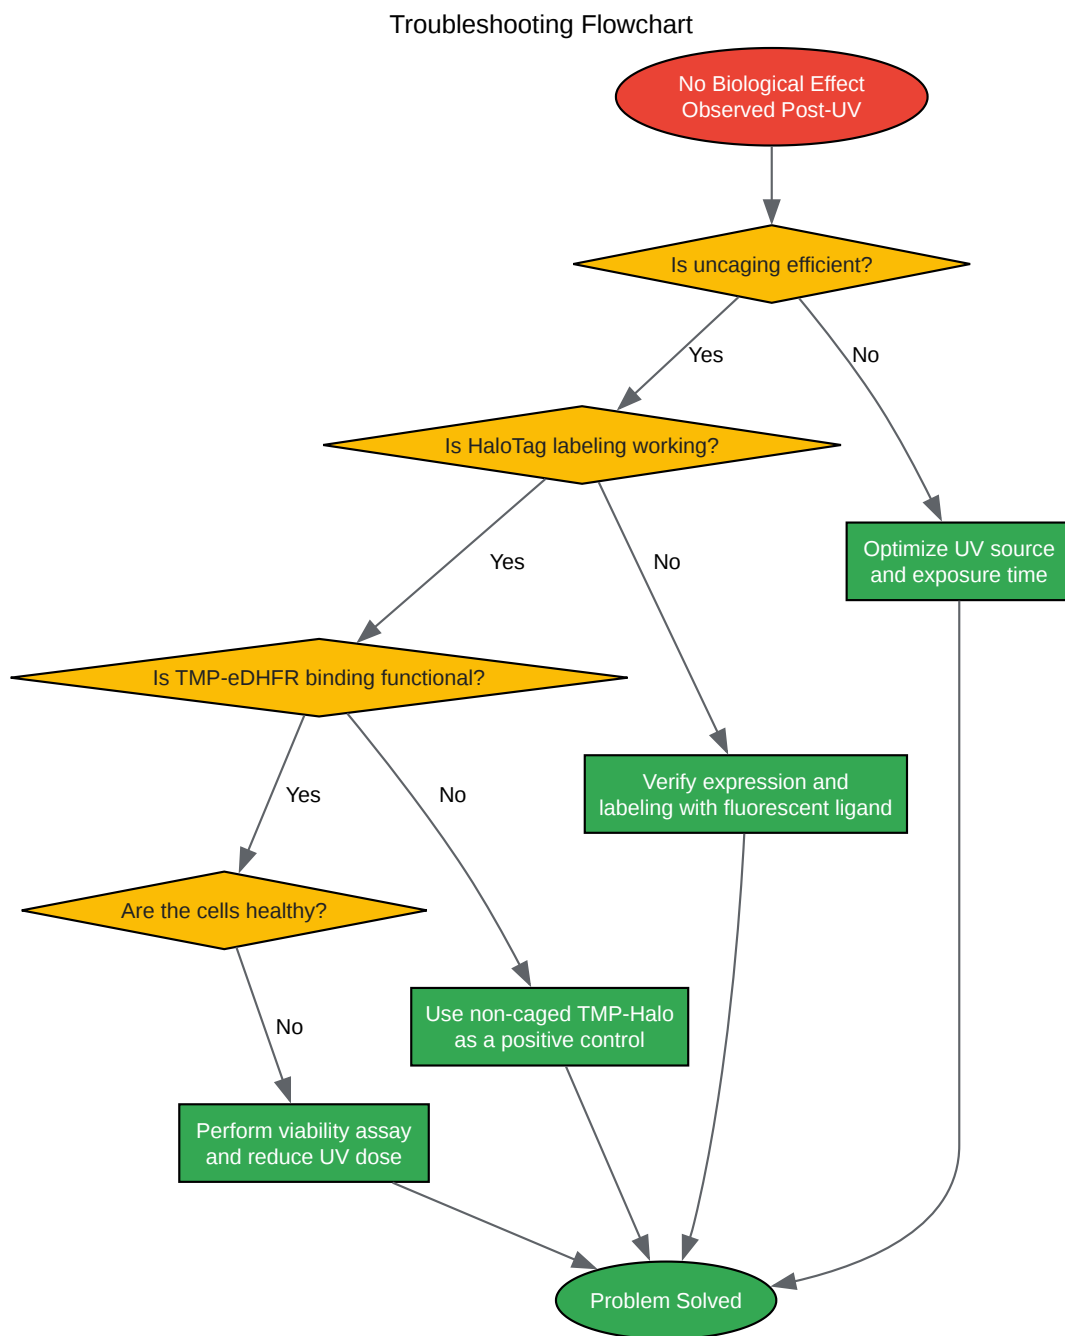 Troubleshooting Flowchart
No Biological Effect
Observed Post-UV
Is uncaging efficient?
Yes
No
Is HaloTag labeling working?
Optimize UV source
and exposure time
Yes
No
Is TMP-eDHFR binding functional?
Verify expression and
labeling with fluorescent ligand
Yes
No
Are the cells healthy?
Use non-caged TMP-Halo
as a positive control
No
Perform viability assay
and reduce UV dose
Problem Solved